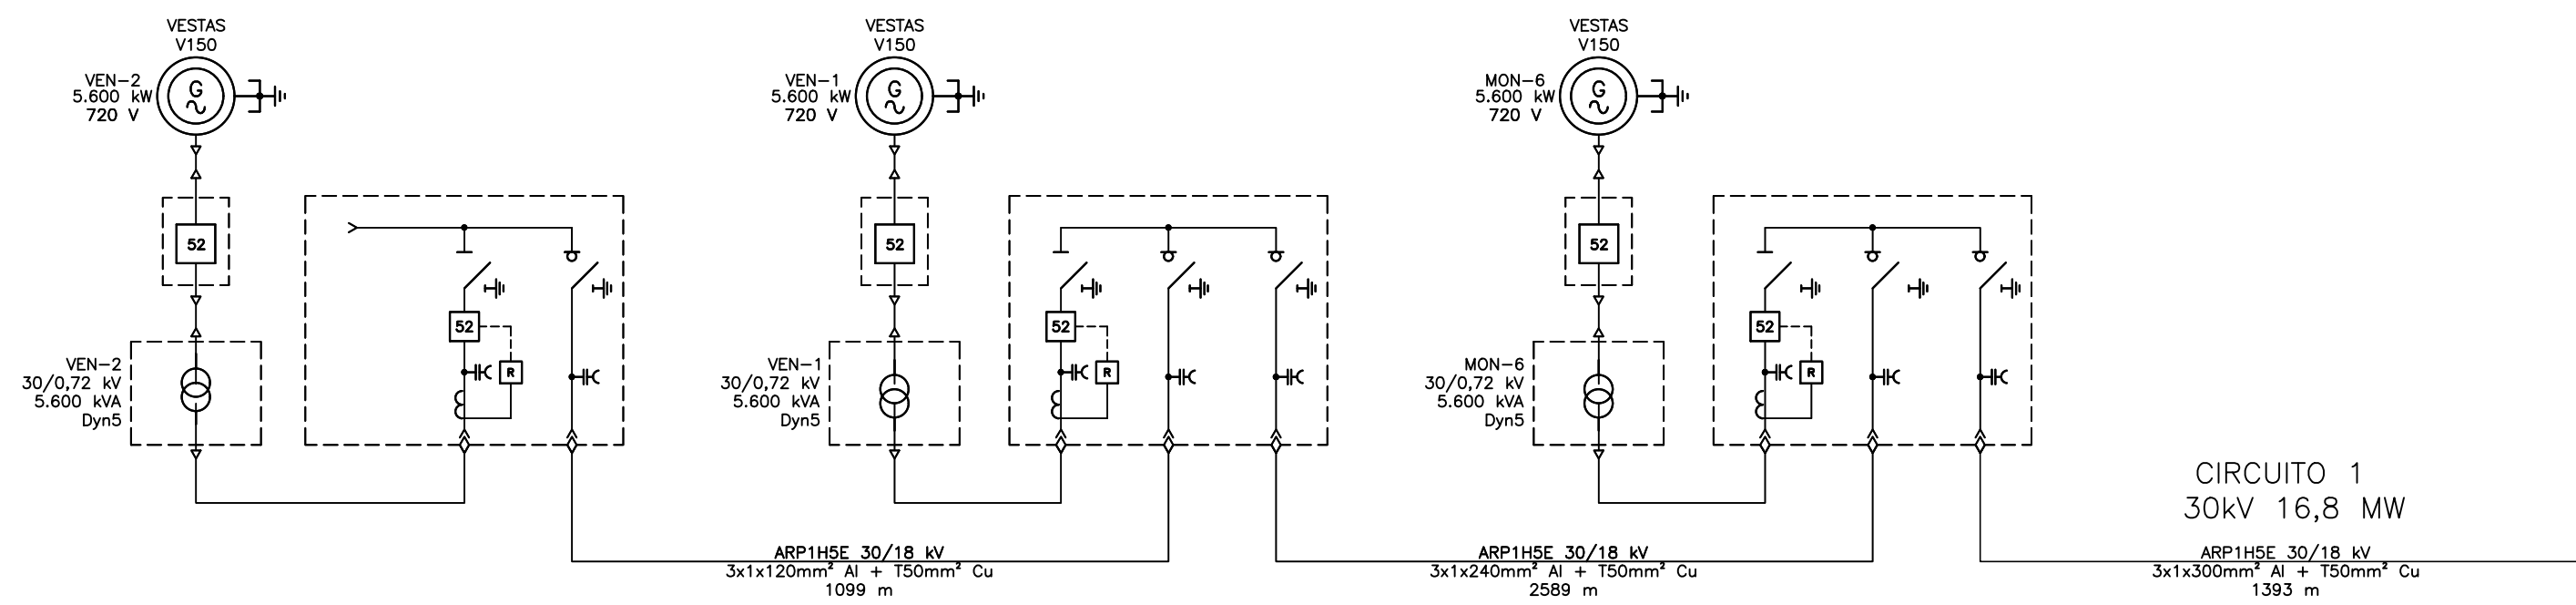 VESTAS
V150
VEN-2
5.600 kW
720 V
G
52
VEN-2
30/0,72 kV
5.600 kVA
Dyn5
52
R
ARP1H5E 30/18 kV
3x1x120mm² Al + T50mm² Cu
1099 m
VESTAS
V150
VEN-1
5.600 kW
720 V
G
52
VEN-1
30/0,72 kV
5.600 kVA
Dyn5
52
R
ARP1H5E 30/18 kV
3x1x240mm² Al + T50mm² Cu
2589 m
VESTAS
V150
MON-6
5.600 kW
720 V
G
52
MON-6
30/0,72 kV
5.600 kVA
Dyn5
52
R
CIRCUITO 1
30kV 16,8 MW
ARP1H5E 30/18 kV
3x1x300mm² Al + T50mm² Cu
1393 m